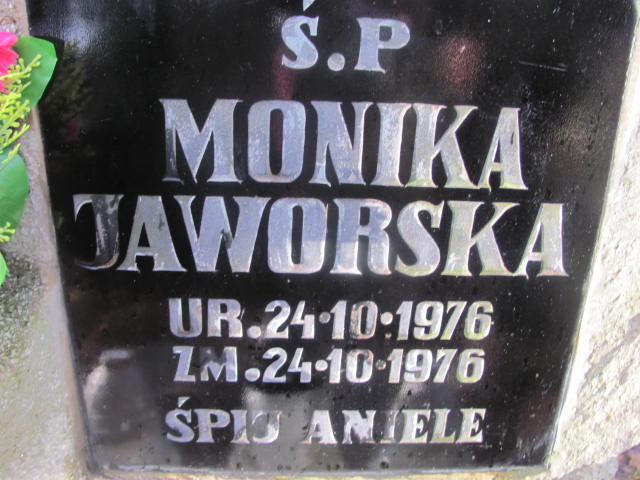 Ś.P
MONIKA
JAWORSKA
UR.24·10·1976
ZM.24·10·1976
ŚPIJ ANIELE